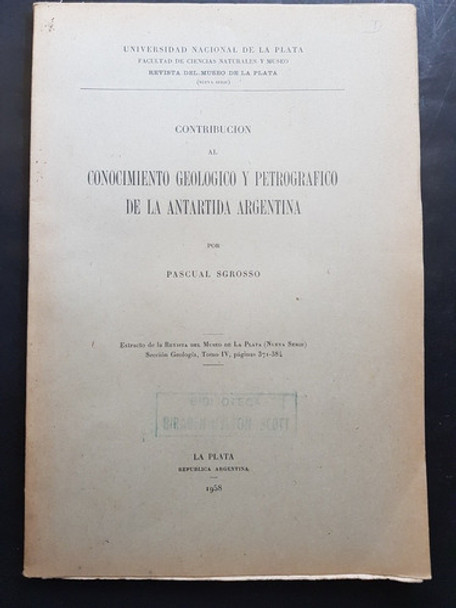 UNIVERSIDAD NACIONAL DE LA PLATA
FACULTAD DE CIENCIAS NATURALES Y MUSEO
REVISTA DEL MUSEO DE LA PLATA
(NUEVA SERIE)
CONTRIBUCION
AL
CONOCIMIENTO GEOLOGICO Y PETROGRAFICO
DE LA ANTARTIDA ARGENTINA
POR
PASCUAL SGROSSO
Extracto de la REVISTA DEL MUSEO DE LA PLATA (NUEVA SERIE)
Sección Geología, Tomo IV, páginas 371-384
BIBLIOTECA
LA PLATA
REPÚBLICA ARGENTINA
1958